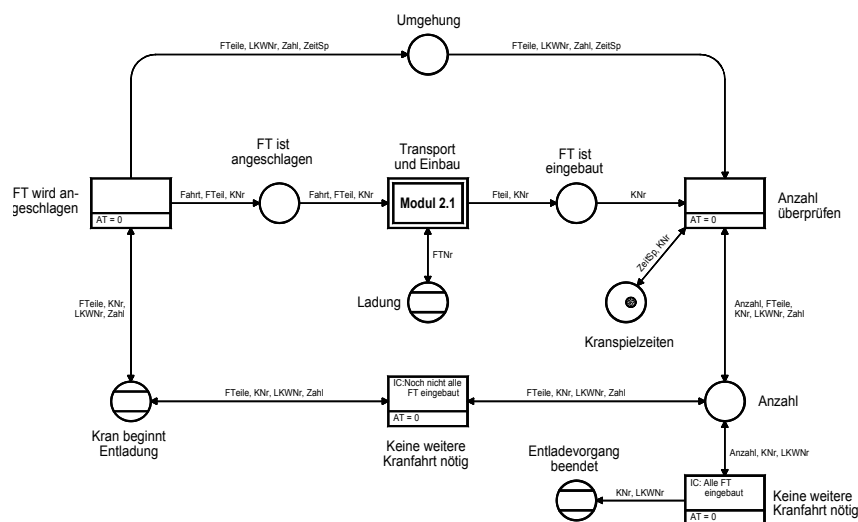 Umgehung
FTeile, LKWNr, Zahl, ZeitSp
FTeile, LKWNr, Zahl, ZeitSp
FT ist
angeschlagen
Transport
und Einbau
FT ist
eingebaut
FT wird an-
geschlagen
AT = 0
Fahrt, FTeil, KNr
Fahrt, FTeil, KNr
Modul 2.1
Fteil, KNr
KNr
AT = 0
Anzahl
überprüfen
FTNr
ZeitSp, KNr
FTeile, KNr,
LKWNr, Zahl
Ladung
Kranspielzeiten
Anzahl, FTeile,
KNr, LKWNr, Zahl
FTeile, KNr, LKWNr, Zahl
IC:Noch nicht alle
FT eingebaut
AT = 0
FTeile, KNr, LKWNr, Zahl
Anzahl
Kran beginnt
Entladung
Keine weitere
Kranfahrt nötig
Entladevorgang
beendet
Anzahl, KNr, LKWNr
KNr, LKWNr
IC: Alle FT
eingebaut
AT = 0
Keine weitere
Kranfahrt nötig